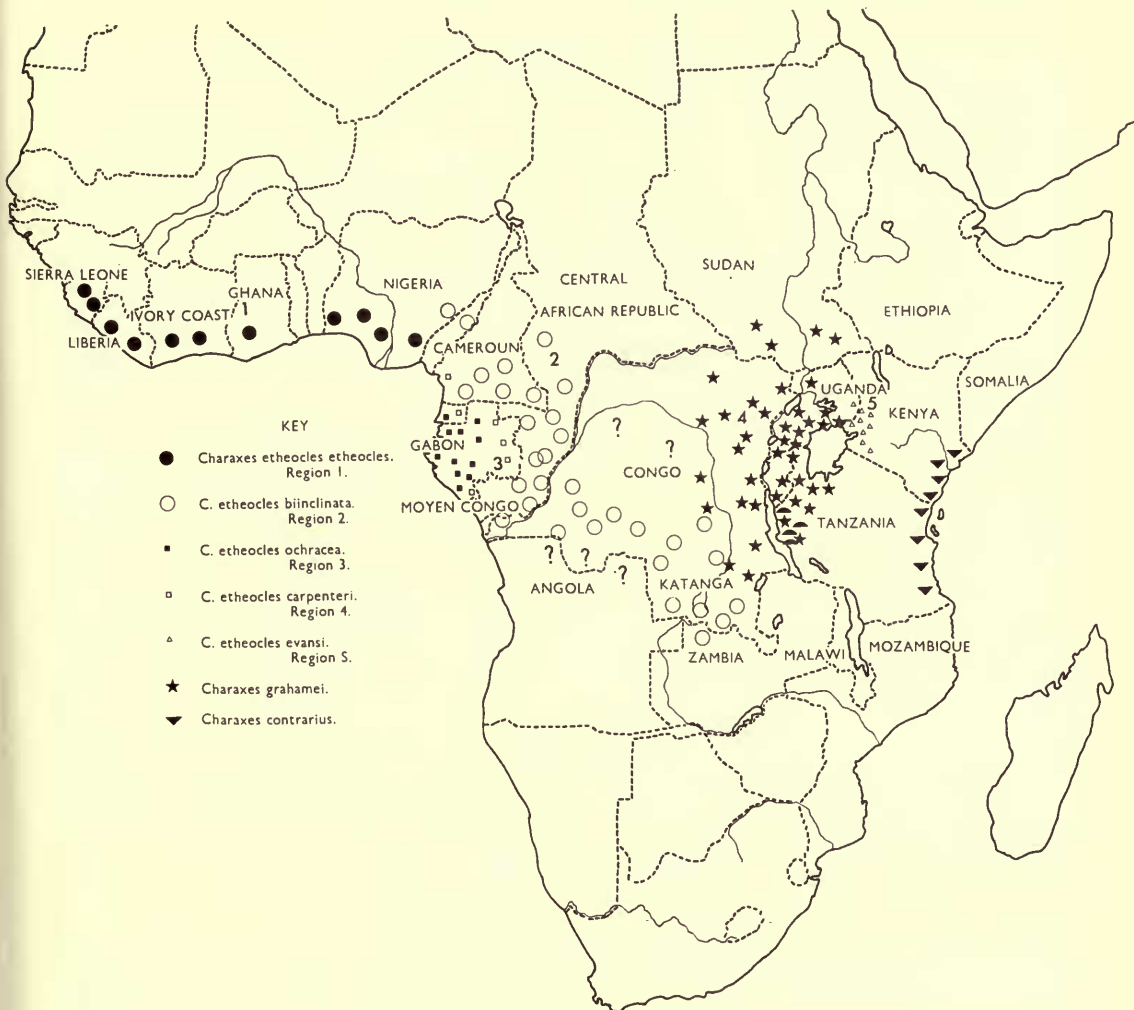 SUDAN
CENTRAL
AFRICAN REPUBLIC
ETHIOPIA
SIERRA LEONE
NIGERIA
GHANA
1
IVORY COAST
LIBERIA
CAMEROUN
2
UGANDA
5
KENYA
SOMALIA
4
?
?
GABON
3
CONGO
MOYEN CONGO
TANZANIA
? ? ?
ANGOLA
KATANGA
ZAMBIA
MALAWI
MOZAMBIQUE
KEY
Charaxes etheocles etheocles.
Region 1.
C. etheocles biinclinata.
Region 2.
C. etheocles ochracea.
Region 3.
C. etheocles carpenteri.
Region 4.
C. etheocles evansi.
Region 5.
Charaxes grahamei.
Charaxes contrarius.